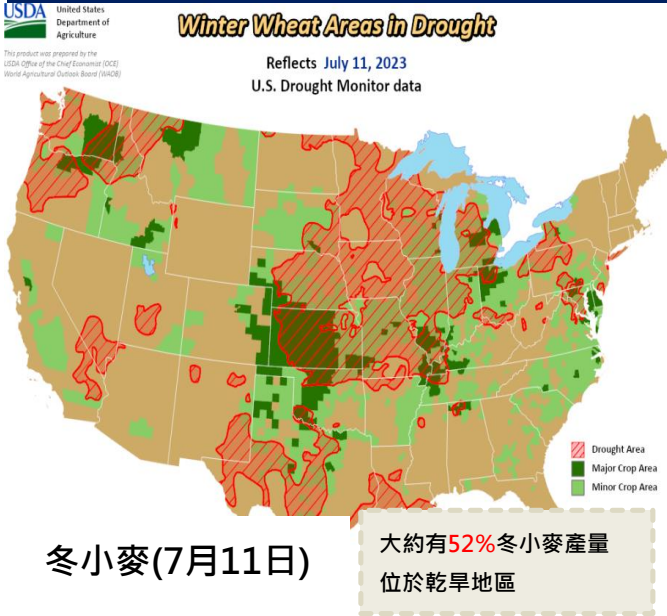 USDA
United States
Department of
Agriculture
This product was prepared by the
USDA Office of the Chief Economist (OCE)
World Agricultural Outlook Board (WAOB)
Winter Wheat Areas in Drought
Reflects July 11, 2023
U.S. Drought Monitor data
Drought Area
Major Crop Area
Minor Crop Area
冬小麥(7月11日)
大約有52%冬小麥產量
位於乾旱地區